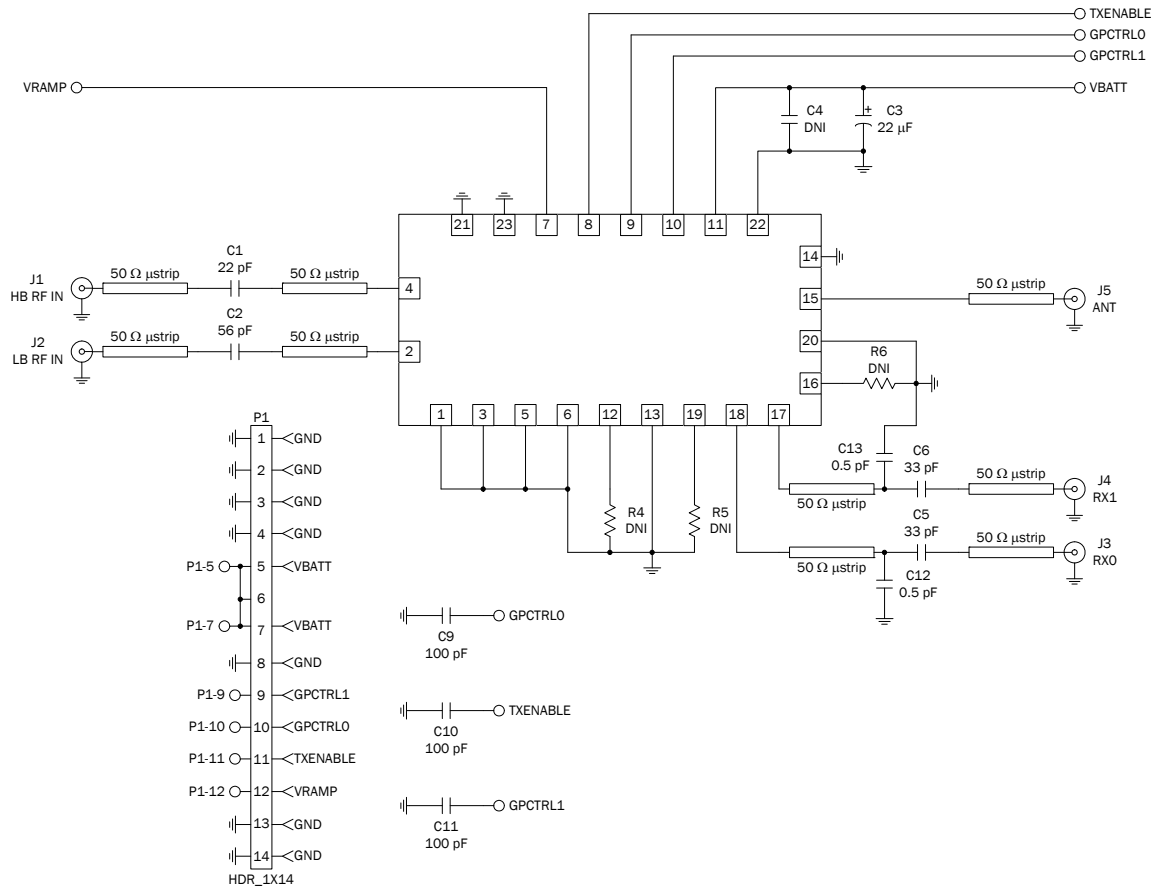 TXENABLE
GPCTRL0
GPCTRL1
VRAMP
VBATT
C4
DNI
+
C3
22 µF
21
23
7
8
9
10
11
22
14
J1
HB RF IN
50 Ω µstrip
C1
22 pF
50 Ω µstrip
4
15
50 Ω µstrip
J5
ANT
J2
LB RF IN
50 Ω µstrip
C2
56 pF
50 Ω µstrip
2
20
R6
DNI
16
1
3
5
6
12
13
19
18
17
C13
0.5 pF
C6
33 pF
50 Ω µstrip
50 Ω µstrip
J4
RX1
R4
DNI
R5
DNI
C5
33 pF
50 Ω µstrip
50 Ω µstrip
J3
RX0
C12
0.5 pF
P1
1 GND
2 GND
3 GND
4 GND
P1-5 5 VBATT
6
P1-7 7 VBATT
8 GND
P1-9 9 GPCTRL1
P1-10 10 GPCTRL0
P1-11 11 TXENABLE
P1-12 12 VRAMP
13 GND
14 GND
HDR_1X14
GPCTRL0
C9
100 pF
TXENABLE
C10
100 pF
GPCTRL1
C11
100 pF